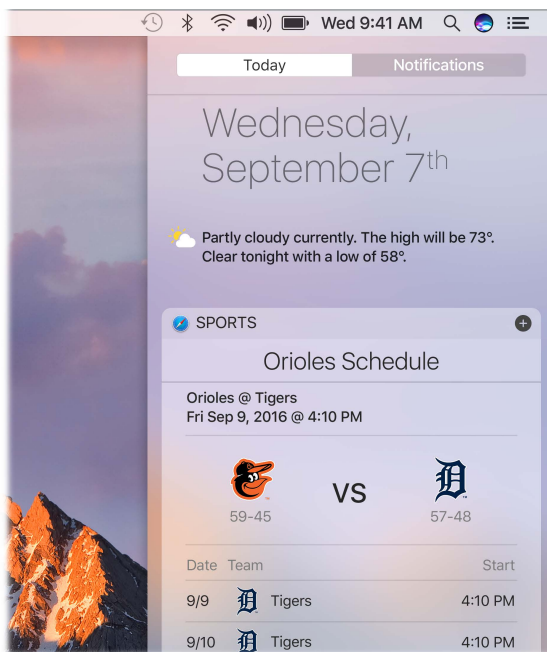 Wed 9:41 AM
Today Notifications
Wednesday,
September 7th
Partly cloudy currently. The high will be 73°.
Clear tonight with a low of 58°.
SPORTS
Orioles Schedule
Orioles @ Tigers
Fri Sep 9, 2016 @ 4:10 PM
VS
59-45 57-48
Date Team Start
9/9 Tigers 4:10 PM
9/10 Tigers 4:10 PM